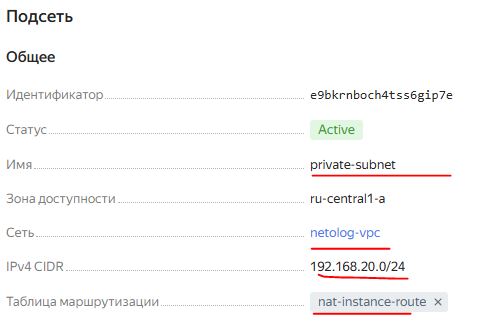 Подсеть
Общее
Идентификатор e9bkrnboch4tss6gip7e
Статус Active
Имя private-subnet
Зона доступности ru-central1-a
Сеть netolog-vpc
IPv4 CIDR 192.168.20.0/24
Таблица маршрутизации nat-instance-route ×